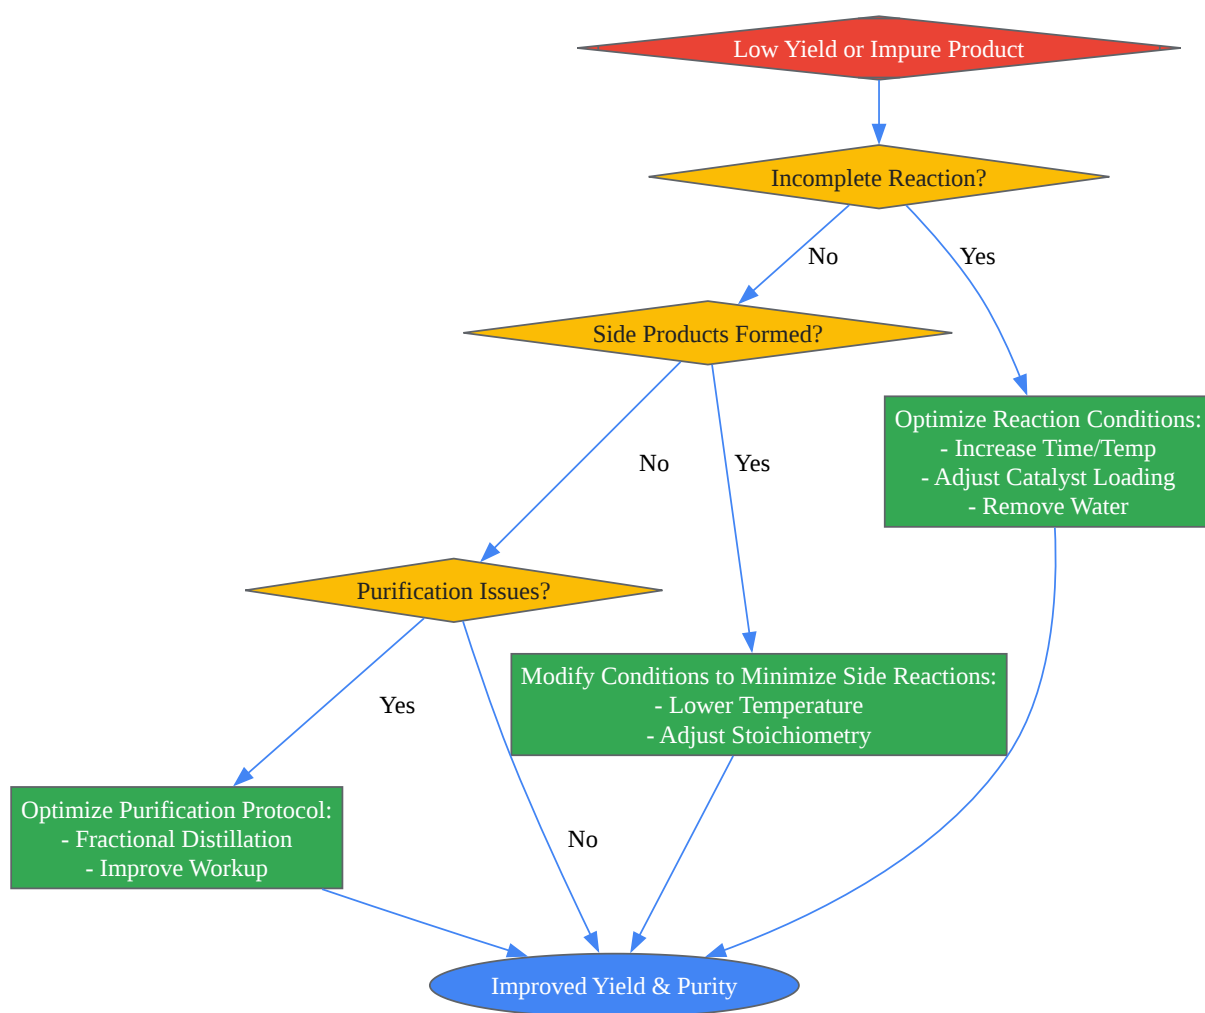 Low Yield or Impure Product
Incomplete Reaction?
No
Yes
Side Products Formed?
Optimize Reaction Conditions:
- Increase Time/Temp
- Adjust Catalyst Loading
- Remove Water
No
Yes
Purification Issues?
Modify Conditions to Minimize Side Reactions:
- Lower Temperature
- Adjust Stoichiometry
Yes
Optimize Purification Protocol:
- Fractional Distillation
- Improve Workup
No
Improved Yield & Purity